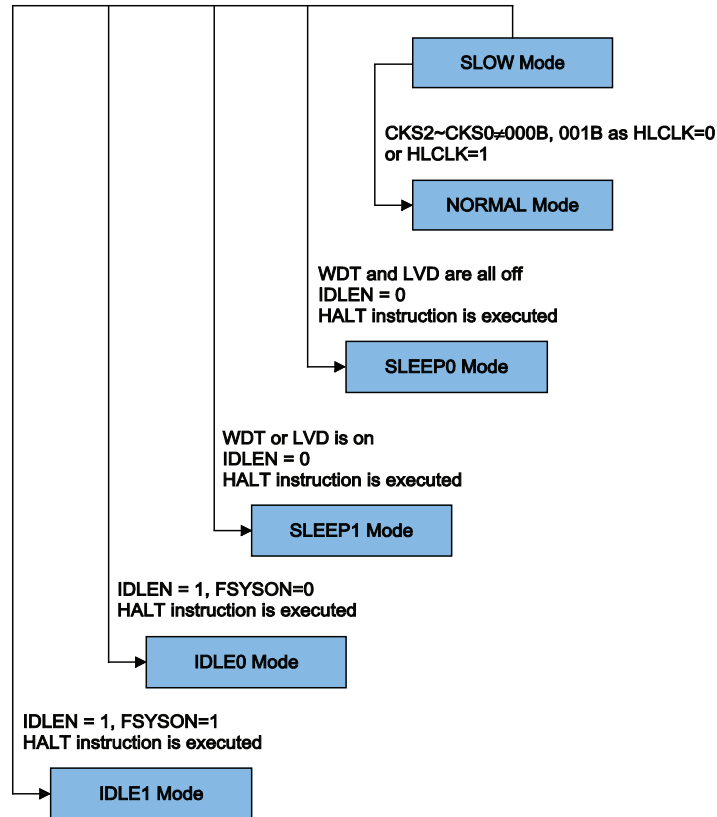 SLOW Mode
CKS2~CKS0≠000B, 001B as HLCLK=0
or HLCLK=1
NORMAL Mode
WDT and LVD are all off
IDLEN = 0
HALT instruction is executed
SLEEP0 Mode
WDT or LVD is on
IDLEN = 0
HALT instruction is executed
SLEEP1 Mode
IDLEN = 1, FSYSON=0
HALT instruction is executed
IDLE0 Mode
IDLEN = 1, FSYSON=1
HALT instruction is executed
IDLE1 Mode